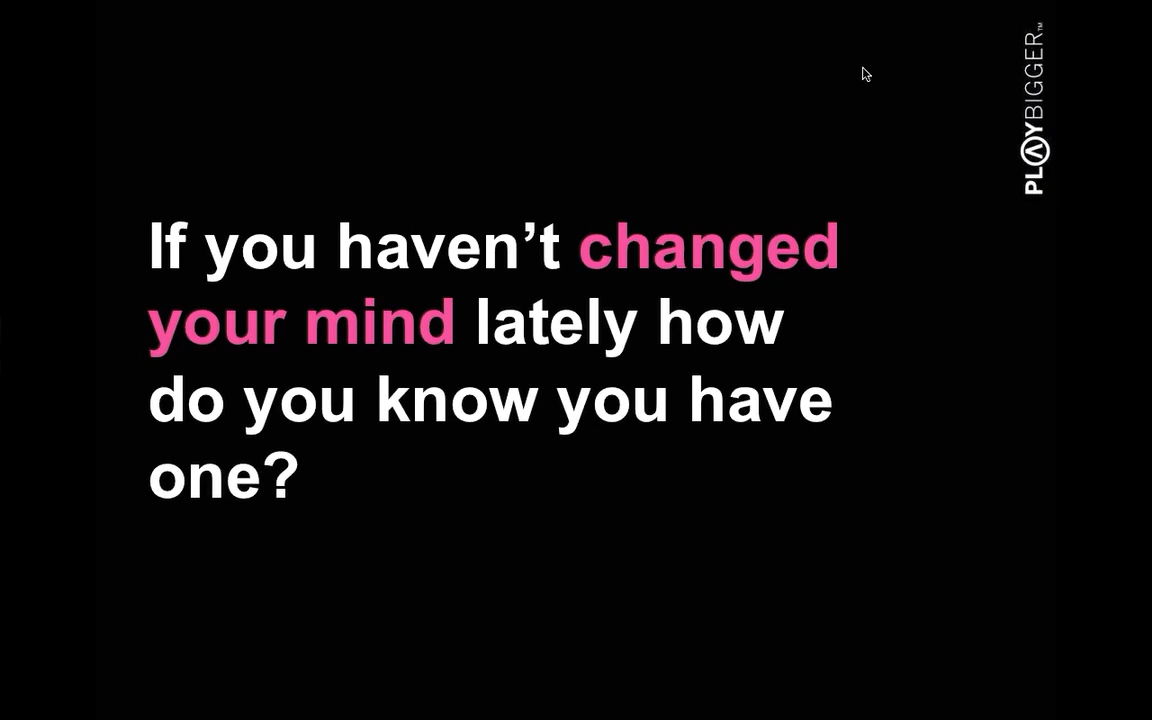 If you haven’t changed
your mind lately how
do you know you have
one?
PLAYBIGGER™